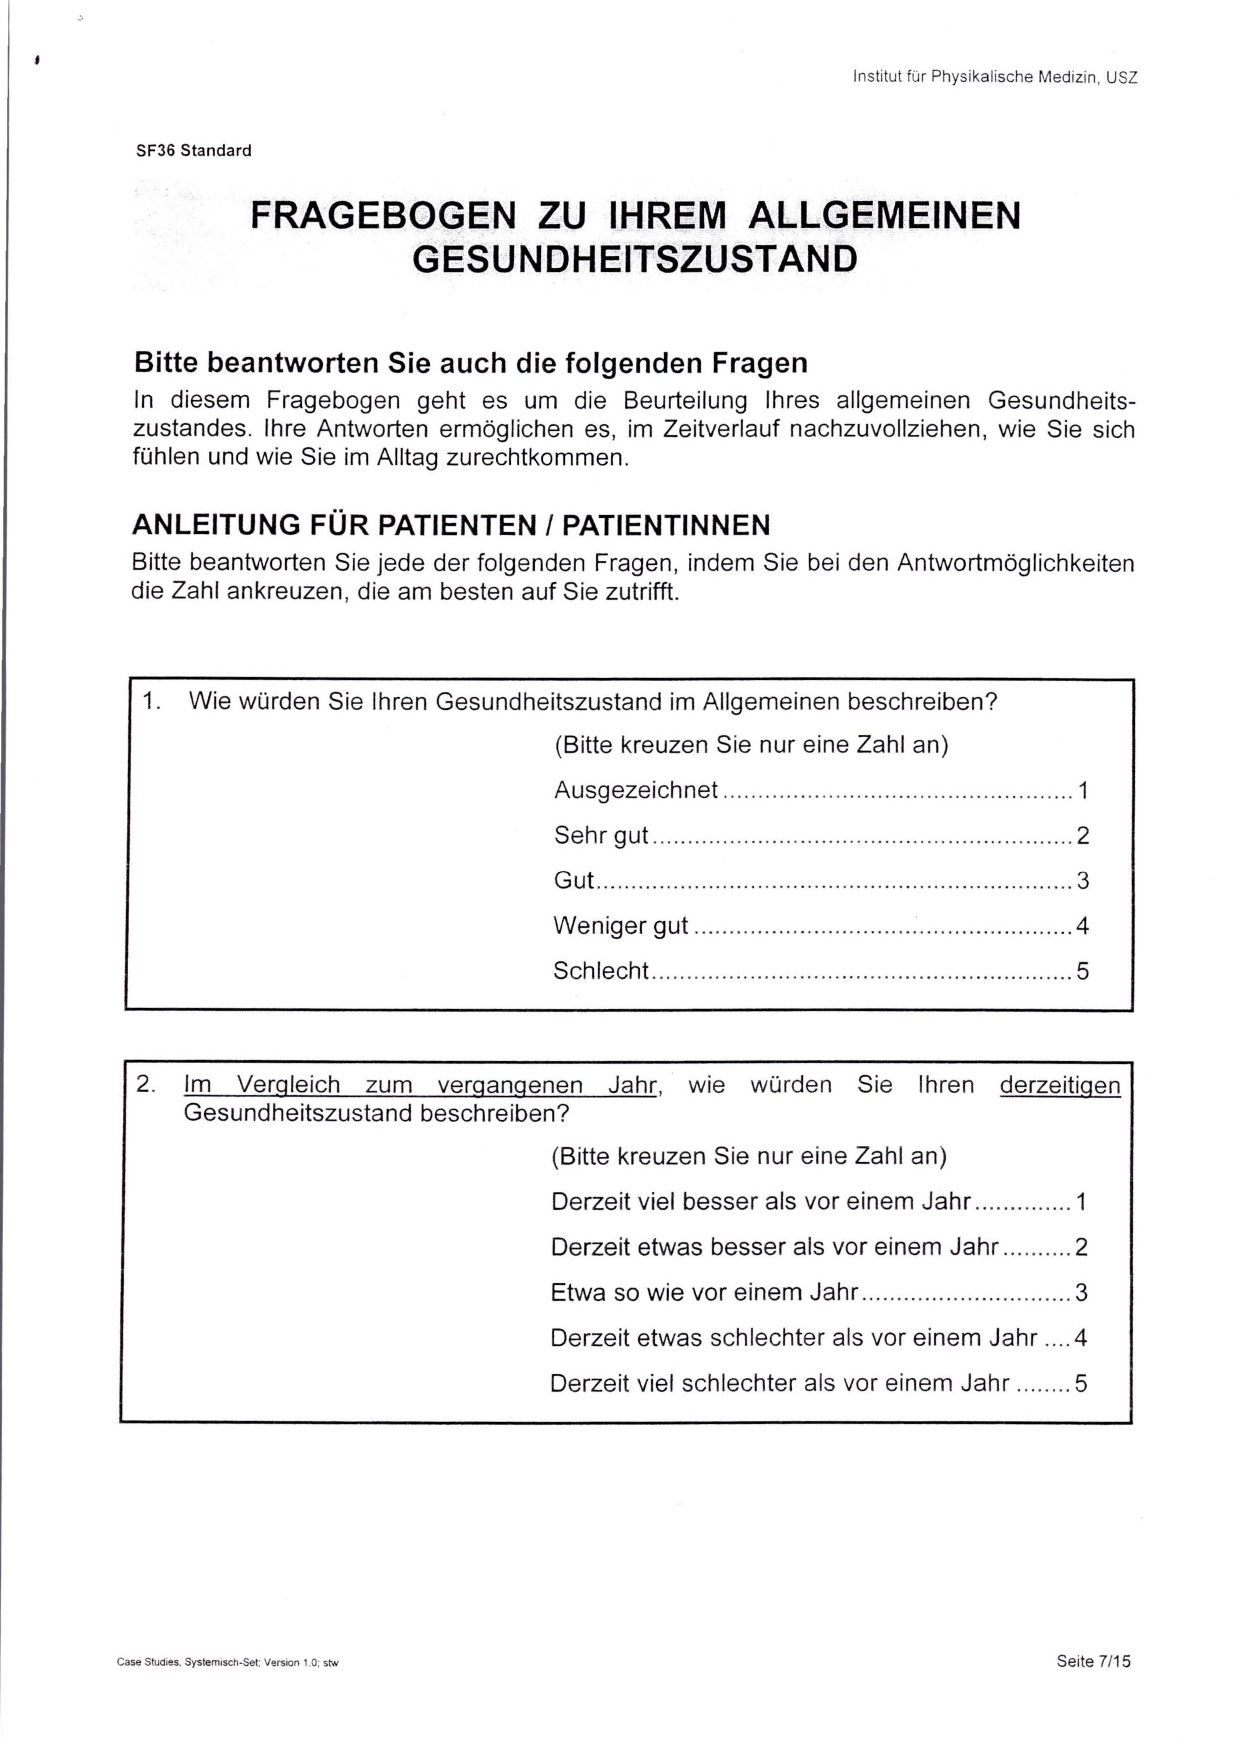 Institut für Physikalische Medizin, USZ
SF36 Standard
FRAGEBOGEN ZU IHREM ALLGEMEINEN
GESUNDHEITSZUSTAND
Bitte beantworten Sie auch die folgenden Fragen
In diesem Fragebogen geht es um die Beurteilung Ihres allgemeinen Gesundheits-
zustandes. Ihre Antworten ermöglichen es, im Zeitverlauf nachzuvollziehen, wie Sie sich
fühlen und wie Sie im Alltag zurechtkommen.
ANLEITUNG FÜR PATIENTEN / PATIENTINNEN
Bitte beantworten Sie jede der folgenden Fragen, indem Sie bei den Antwortmöglichkeiten
die Zahl ankreuzen, die am besten auf Sie zutrifft.
1. Wie würden Sie Ihren Gesundheitszustand im Allgemeinen beschreiben?
(Bitte kreuzen Sie nur eine Zahl an)
Ausgezeichnet.................................................1
Sehr gut...........................................................2
Gut...................................................................3
Weniger gut.....................................................4
Schlecht...........................................................5
2. Im Vergleich zum vergangenen Jahr, wie würden Sie Ihren derzeitigen
Gesundheitszustand beschreiben?
(Bitte kreuzen Sie nur eine Zahl an)
Derzeit viel besser als vor einem Jahr..............1
Derzeit etwas besser als vor einem Jahr..........2
Etwa so wie vor einem Jahr..............................3
Derzeit etwas schlechter als vor einem Jahr ....4
Derzeit viel schlechter als vor einem Jahr ........5
Case Studies, Systemisch-Set; Version 1.0; stw
Seite 7/15